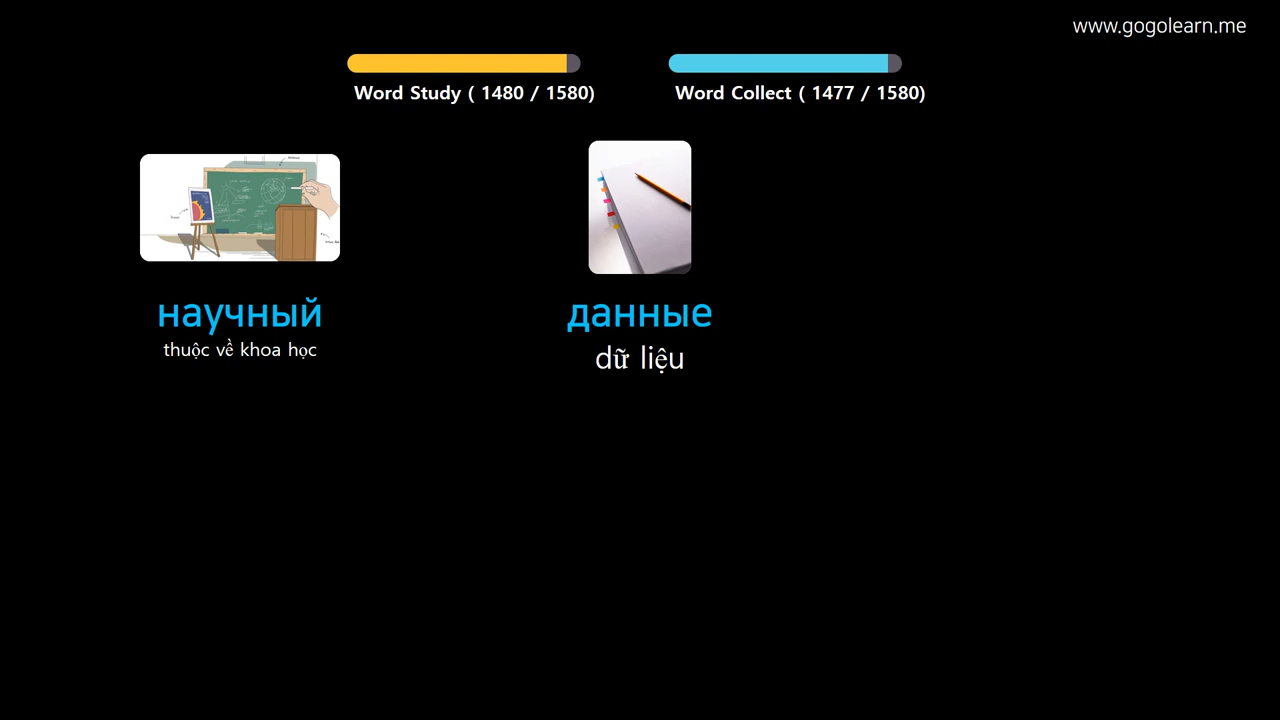 www.gogolearn.me
Word Study ( 1480 / 1580)
Word Collect ( 1477 / 1580)
научный
thuộc về khoa học
данные
dữ liệu